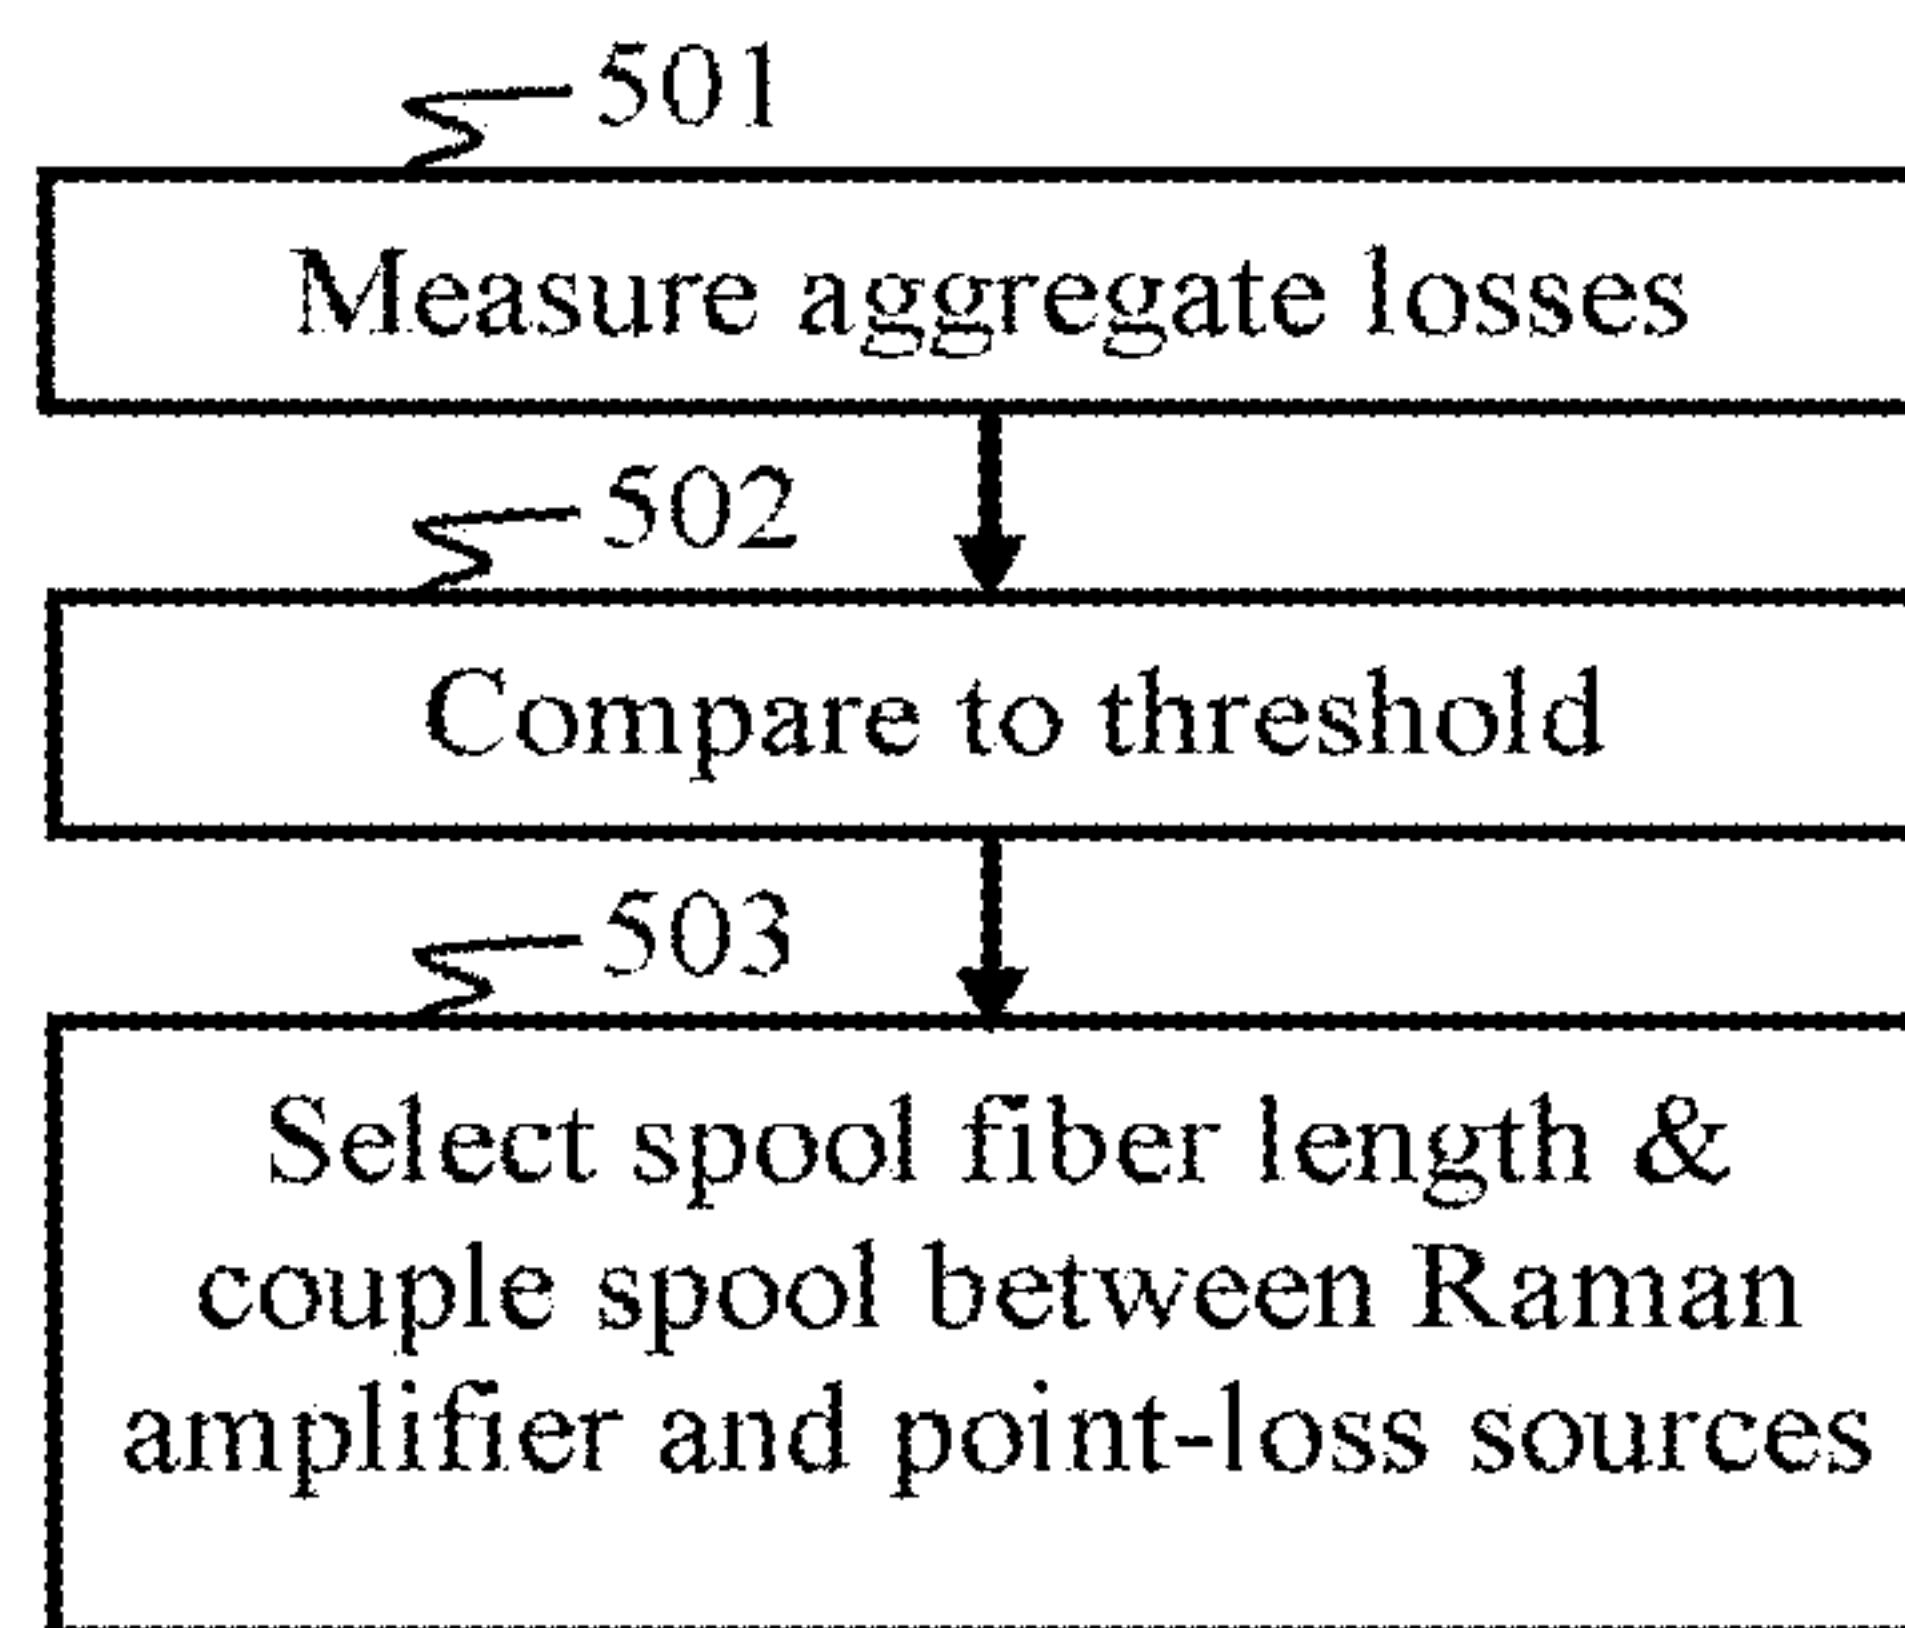 501
Measure aggregate losses
502
Compare to threshold
503
Select spool fiber length &
couple spool between Raman
amplifier and point-loss sources